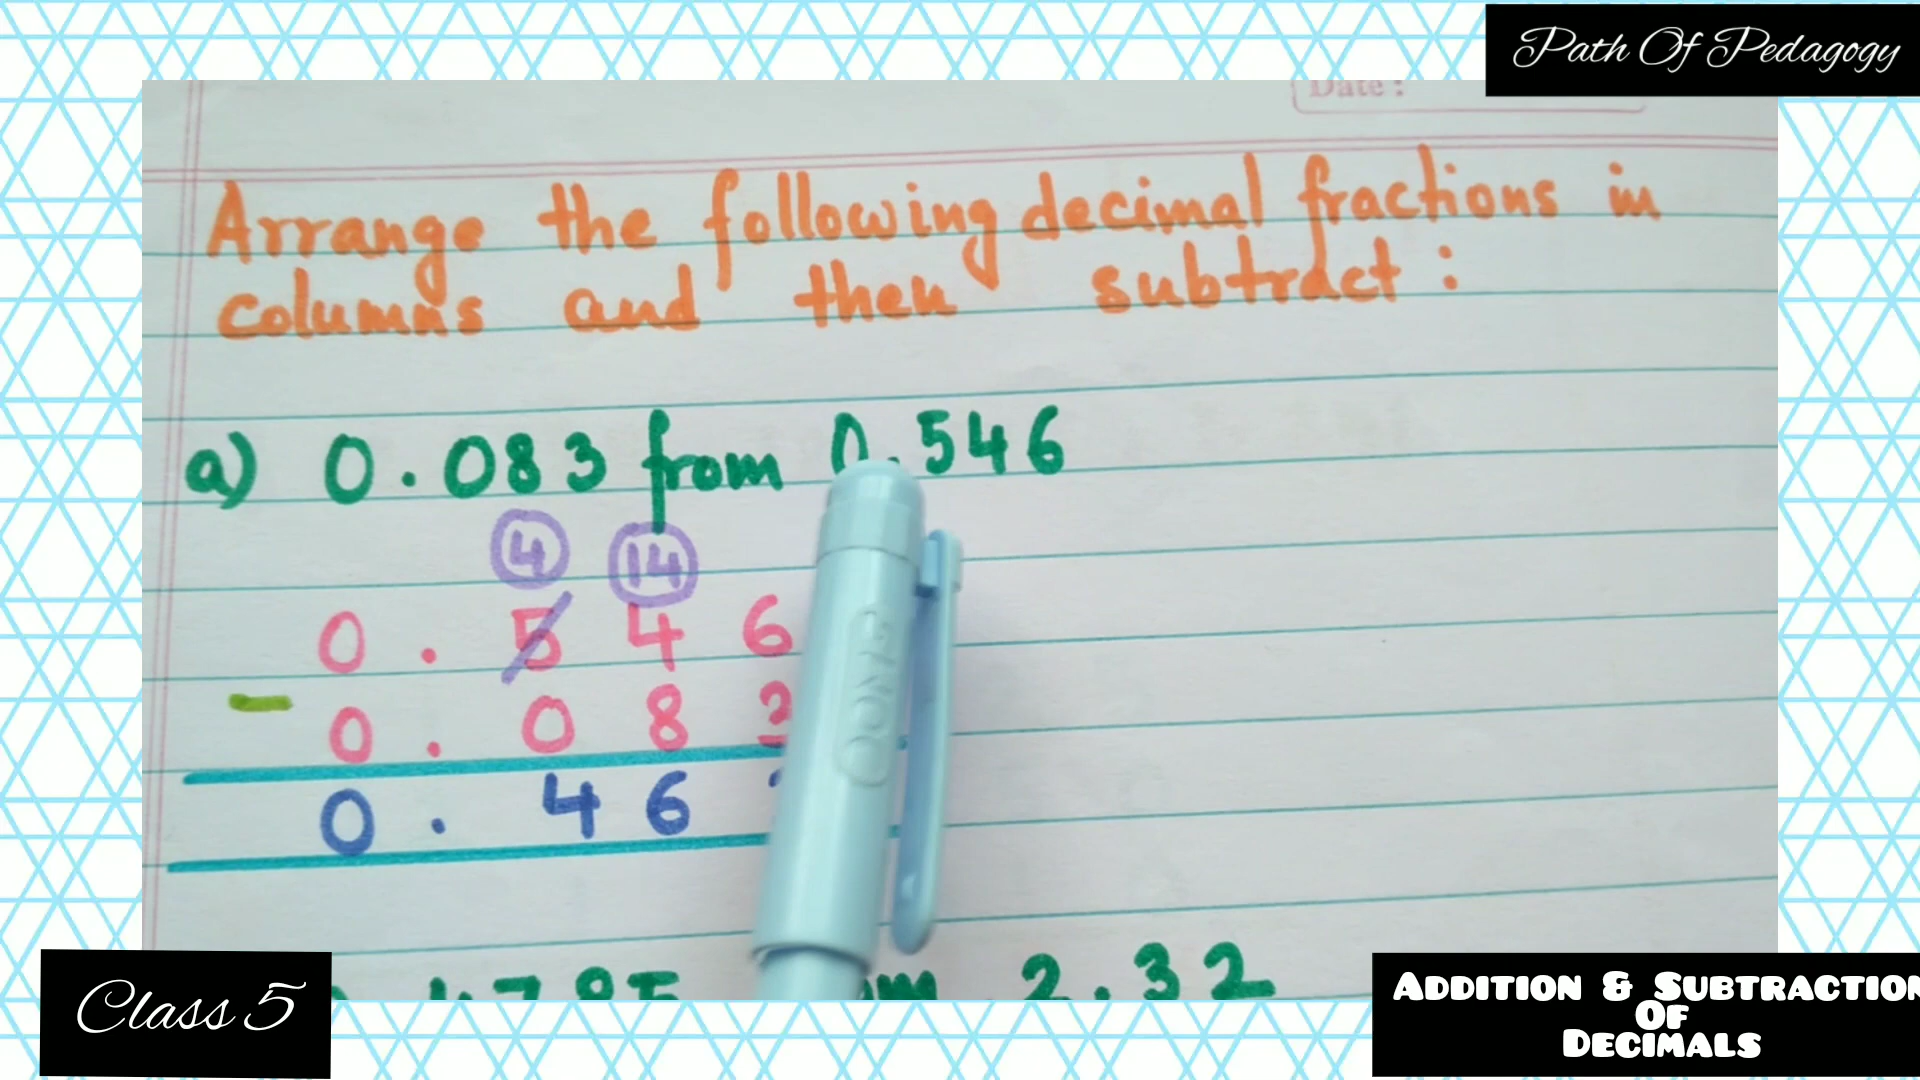 Path Of Pedagogy
Date :
Arrange the following decimal fractions in
columns and then subtract :
a) 0.083 from 0.546
4 14
0 . 5 4 6
- 0 . 0 8 3
0 . 4 6
2.32
Class 5
ADDITION & SUBTRACTION
OF
DECIMALS